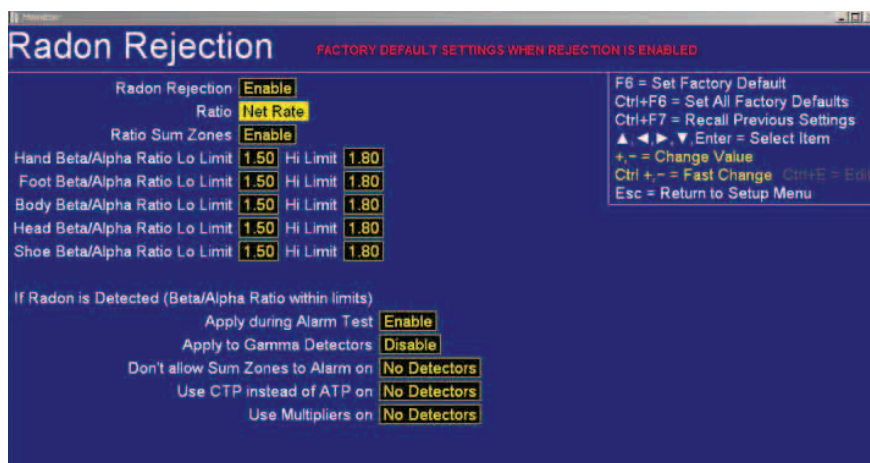 Monitor
Radon Rejection FACTORY DEFAULT SETTINGS WHEN REJECTION IS ENABLED
Radon Rejection Enable
Ratio Net Rate
Ratio Sum Zones Enable
Hand Beta/Alpha Ratio Lo Limit 1.50 Hi Limit 1.80
Foot Beta/Alpha Ratio Lo Limit 1.50 Hi Limit 1.80
Body Beta/Alpha Ratio Lo Limit 1.50 Hi Limit 1.80
Head Beta/Alpha Ratio Lo Limit 1.50 Hi Limit 1.80
Shoe Beta/Alpha Ratio Lo Limit 1.50 Hi Limit 1.80
F6 = Set Factory Default
Ctrl+F6 = Set All Factory Defaults
Ctrl+F7 = Recall Previous Settings
▲,◄,►,▼,Enter = Select Item
+,- = Change Value
Ctrl +,- = Fast Change Ctrl+E = Edit
Esc = Return to Setup Menu
If Radon is Detected (Beta/Alpha Ratio within limits)
Apply during Alarm Test Enable
Apply to Gamma Detectors Disable
Don't allow Sum Zones to Alarm on No Detectors
Use CTP instead of ATP on No Detectors
Use Multipliers on No Detectors